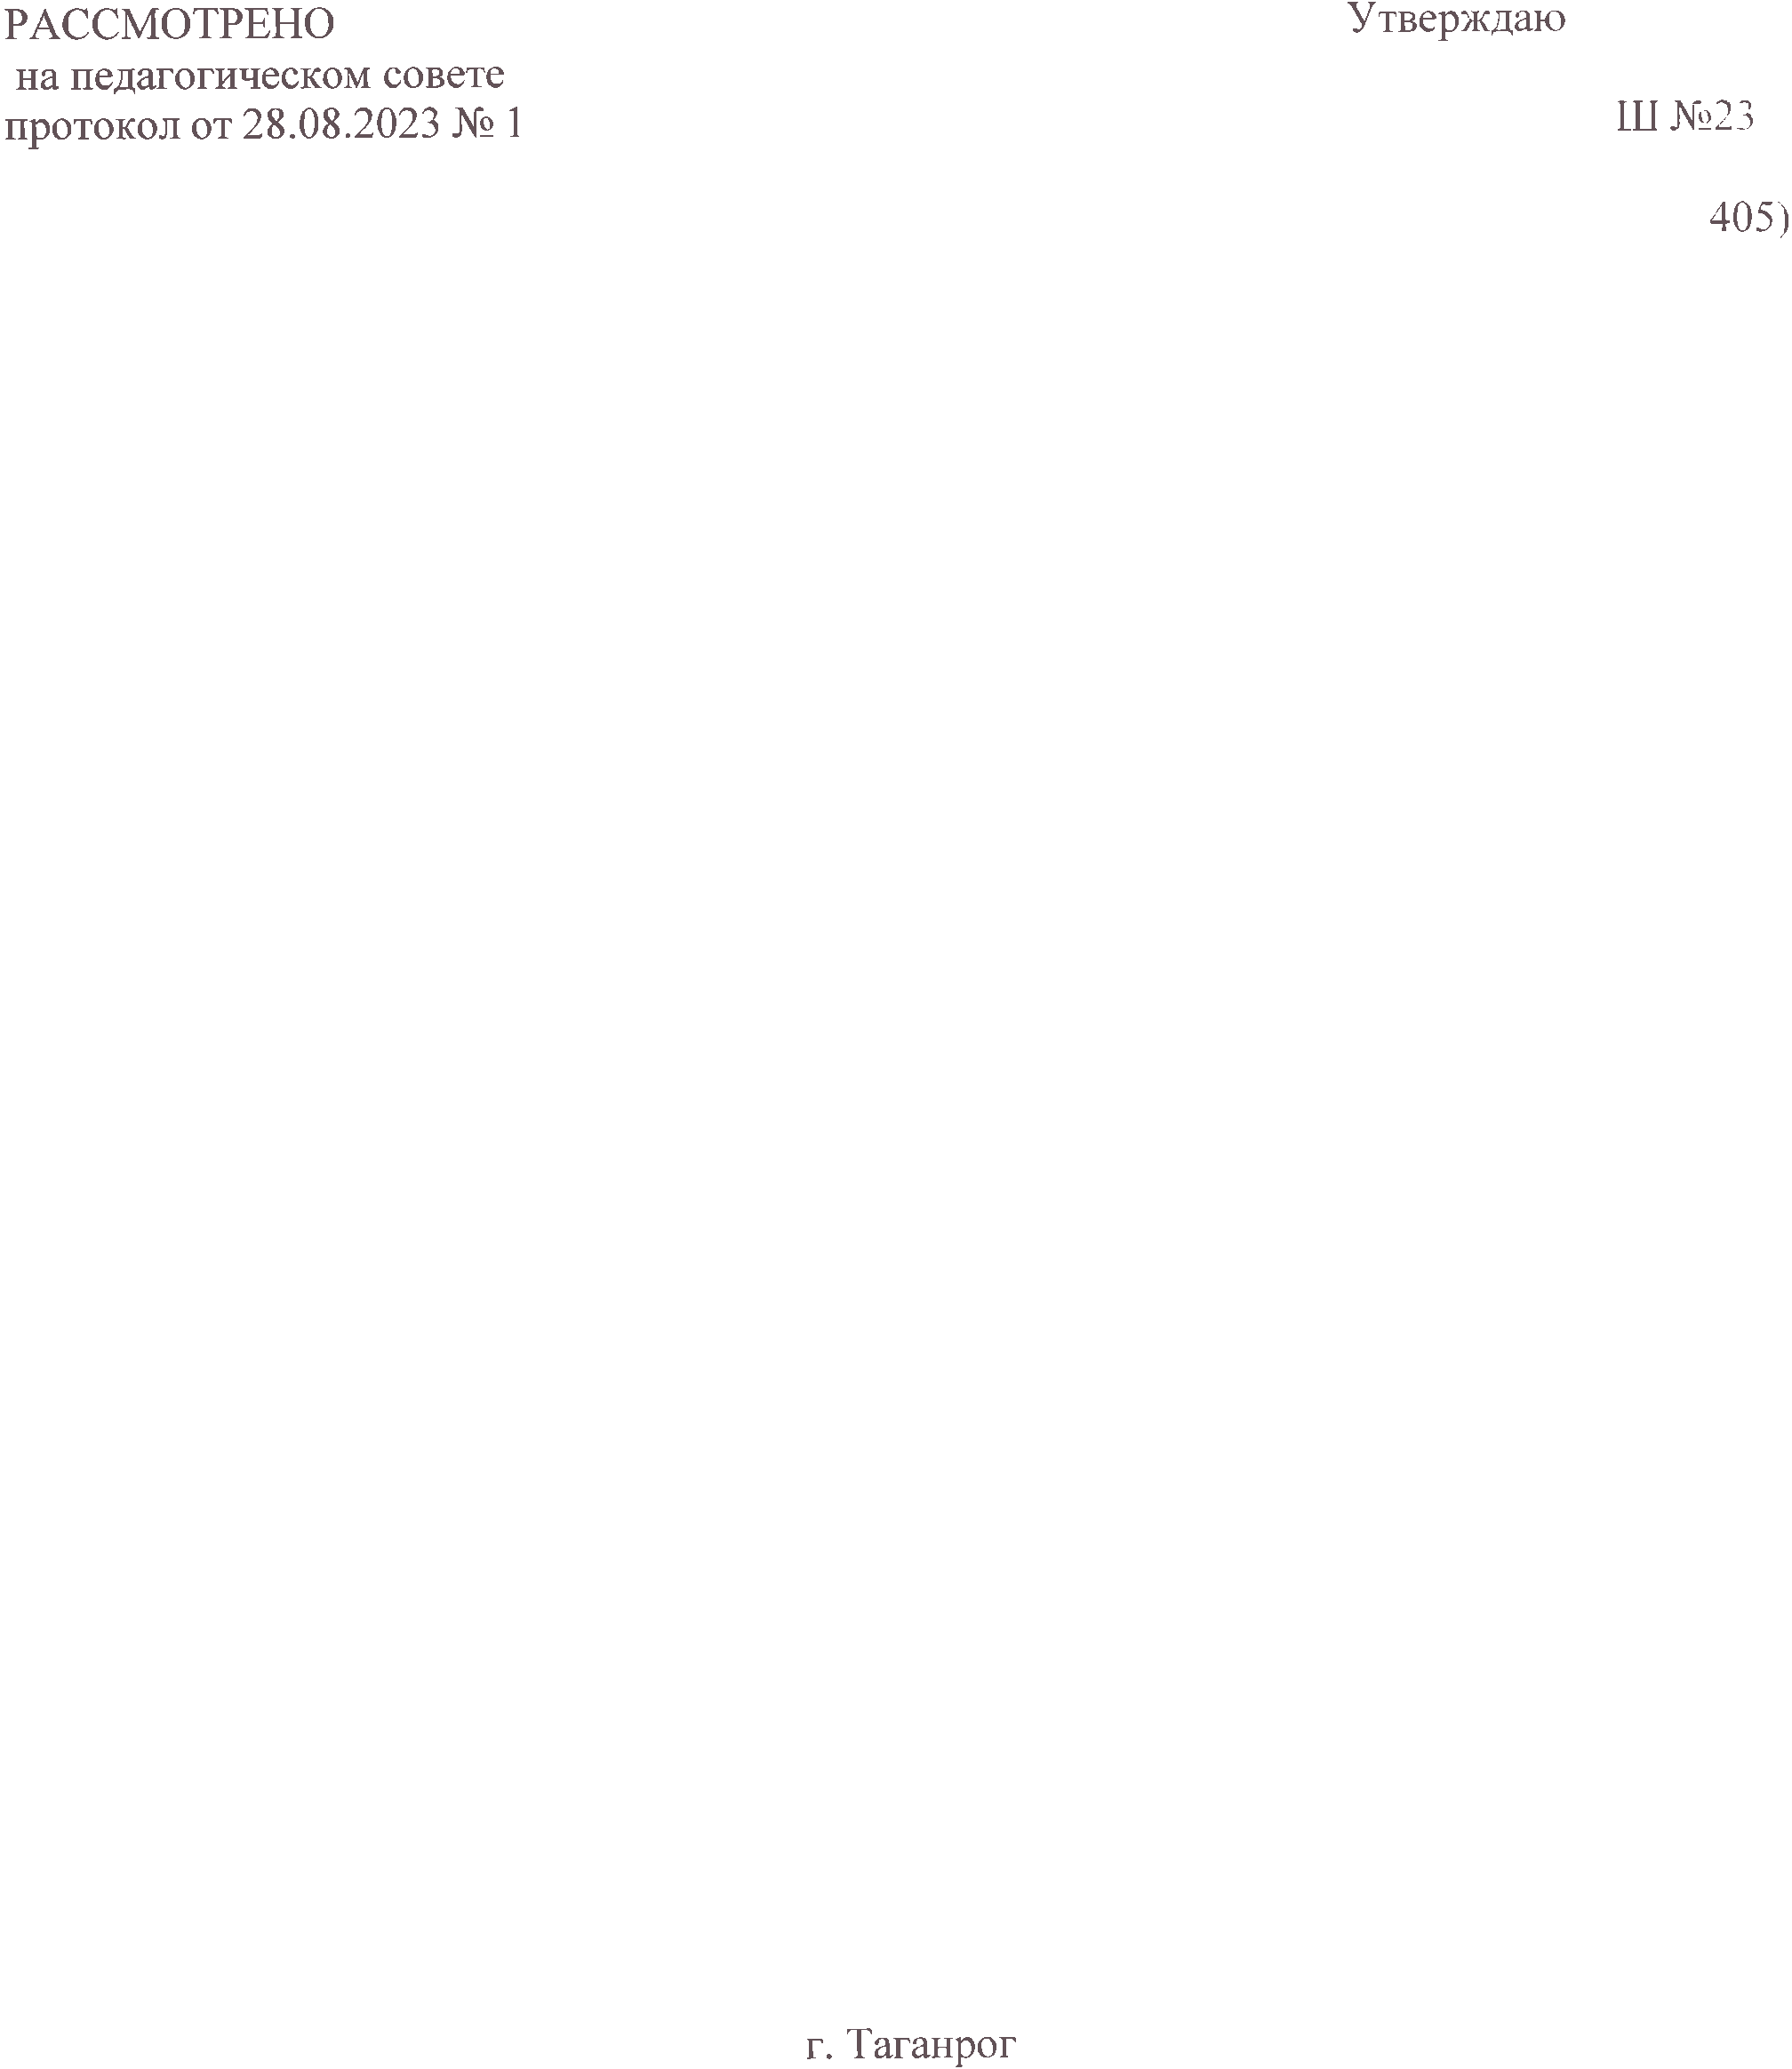 РАССМОТРЕНО
на педагогическом совете
протокол от 28.08.2023 № 1
Утверждаю
Ш №23
405)
г. Таганрог